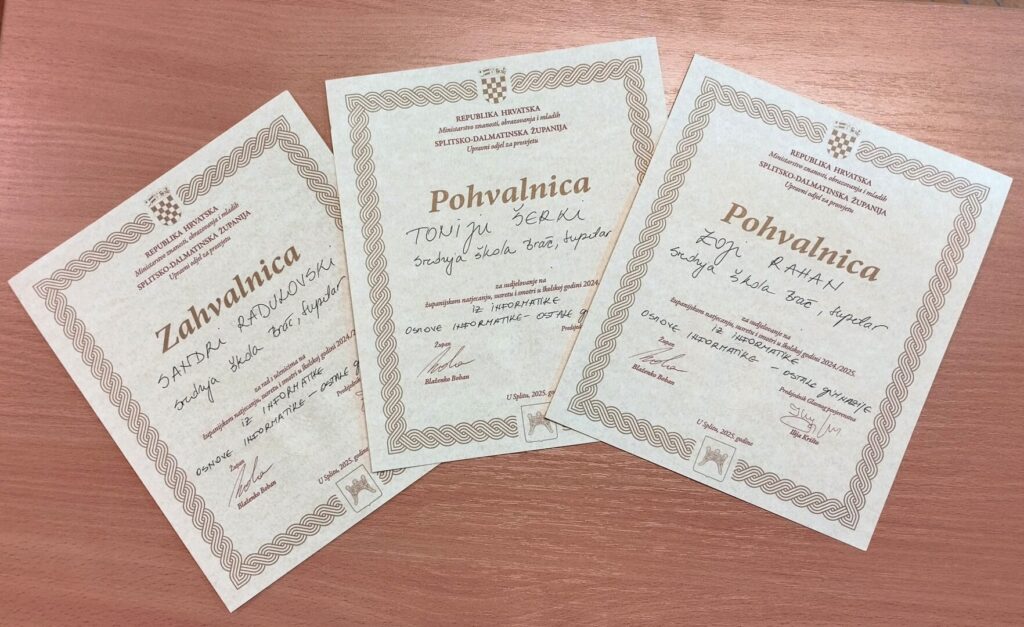 REPUBLIKA HRVATSKA
Ministarstvo znanosti, obrazovanja i mladih
SPLITSKO-DALMATINSKA ŽUPANIJA
Upravni odjel za prosvjetu
Zahvalnica
SANDRI RADULOVSKI
Srednja škola Brač, Supetar
za rad s učenicima na
županijskom natjecanju, susretu i smotri u školskoj godini 2024./
IZ INFORMATIKE
OSNOVE INFORMATIKE - OSTALE
Župan
Blaženko Boban
U Splitu, 2025. godine
REPUBLIKA HRVATSKA
Ministarstvo znanosti, obrazovanja i mladih
SPLITSKO-DALMATINSKA ŽUPANIJA
Upravni odjel za prosvjetu
Pohvalnica
TONIJU ŠERKI
Srednja škola Brač, Supetar
za sudjelovanje na
županijskom natjecanju, susretu i smotri u školskoj godini 2024
IZ INFORMATIKE
OSNOVE INFORMATIKE - OSTALE
Župan
Blaženko Boban
U Splitu, 2025.
REPUBLIKA HRVATSKA
Ministarstvo znanosti, obrazovanja i mladih
SPLITSKO-DALMATINSKA ŽUPANIJA
Upravni odjel za prosvjetu
Pohvalnica
ZOJI RAHAN
Srednja škola Brač, Supetar
za sudjelovanje na
županijskom natjecanju, susretu i smotri u školskoj godini 2024./2025.
IZ INFORMATIKE
OSNOVE INFORMATIKE - OSTALE GIMNAZIJE
Župan
Blaženko Boban
Predsjednik Glavnog povjerenstva
Ilija Krišto
U Splitu, 2025. godine